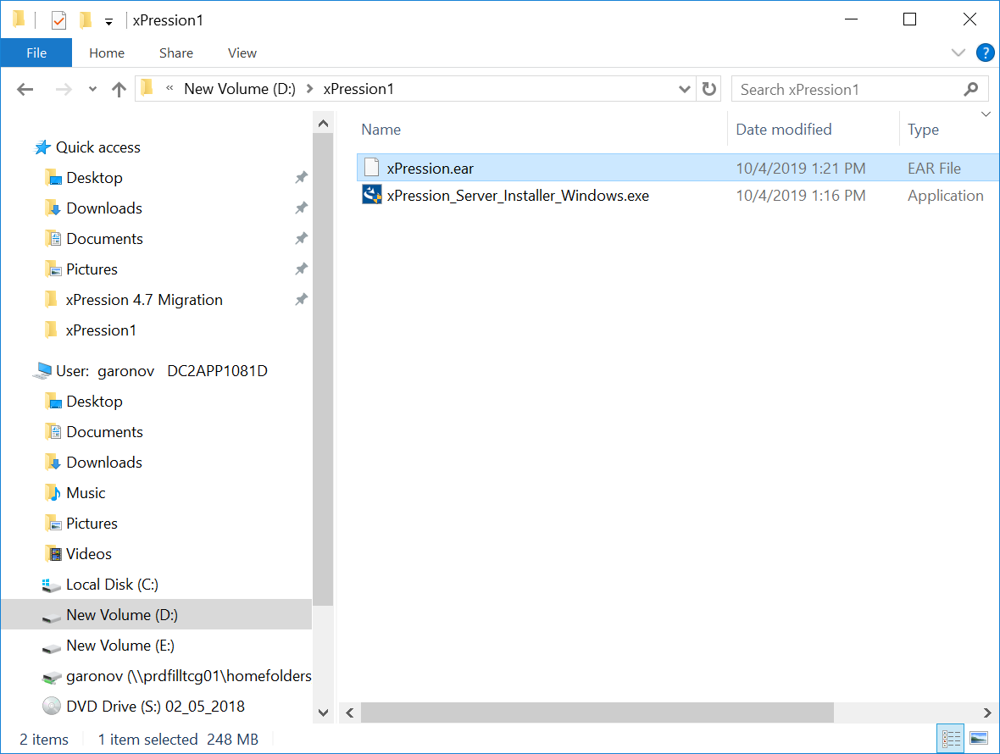 xPression1
File Home Share View ?
« New Volume (D:) > xPression1
Search xPression1
Quick access
Desktop
Downloads
Documents
Pictures
xPression 4.7 Migration
xPression1
User: garonov DC2APP1081D
Desktop
Documents
Downloads
Music
Pictures
Videos
Local Disk (C:)
New Volume (D:)
New Volume (E:)
garonov (\\prdfilltcg01\homefolders
DVD Drive (S:) 02_05_2018
Name Date modified Type
xPression.ear 10/4/2019 1:21 PM EAR File
xPression_Server_Installer_Windows.exe 10/4/2019 1:16 PM Application
2 items 1 item selected 248 MB